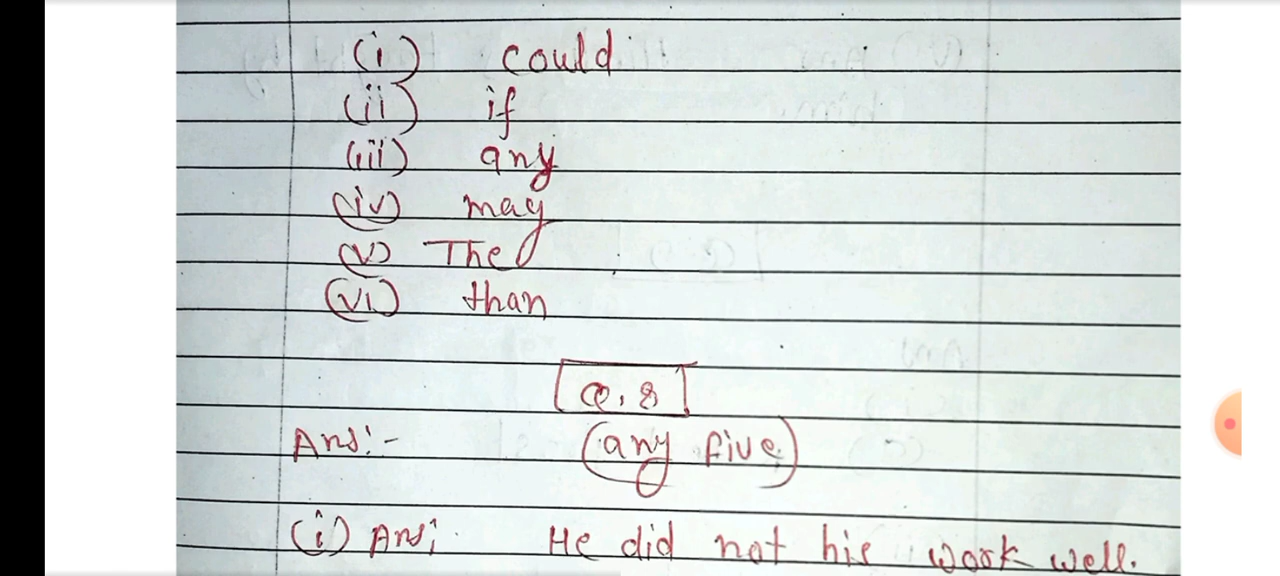 (i) could
(ii) if
(iii) any
(iv) may
(v) The
(vi) than
Q.8
Ans:- (any five)
(i) Ans: He did not his work well.